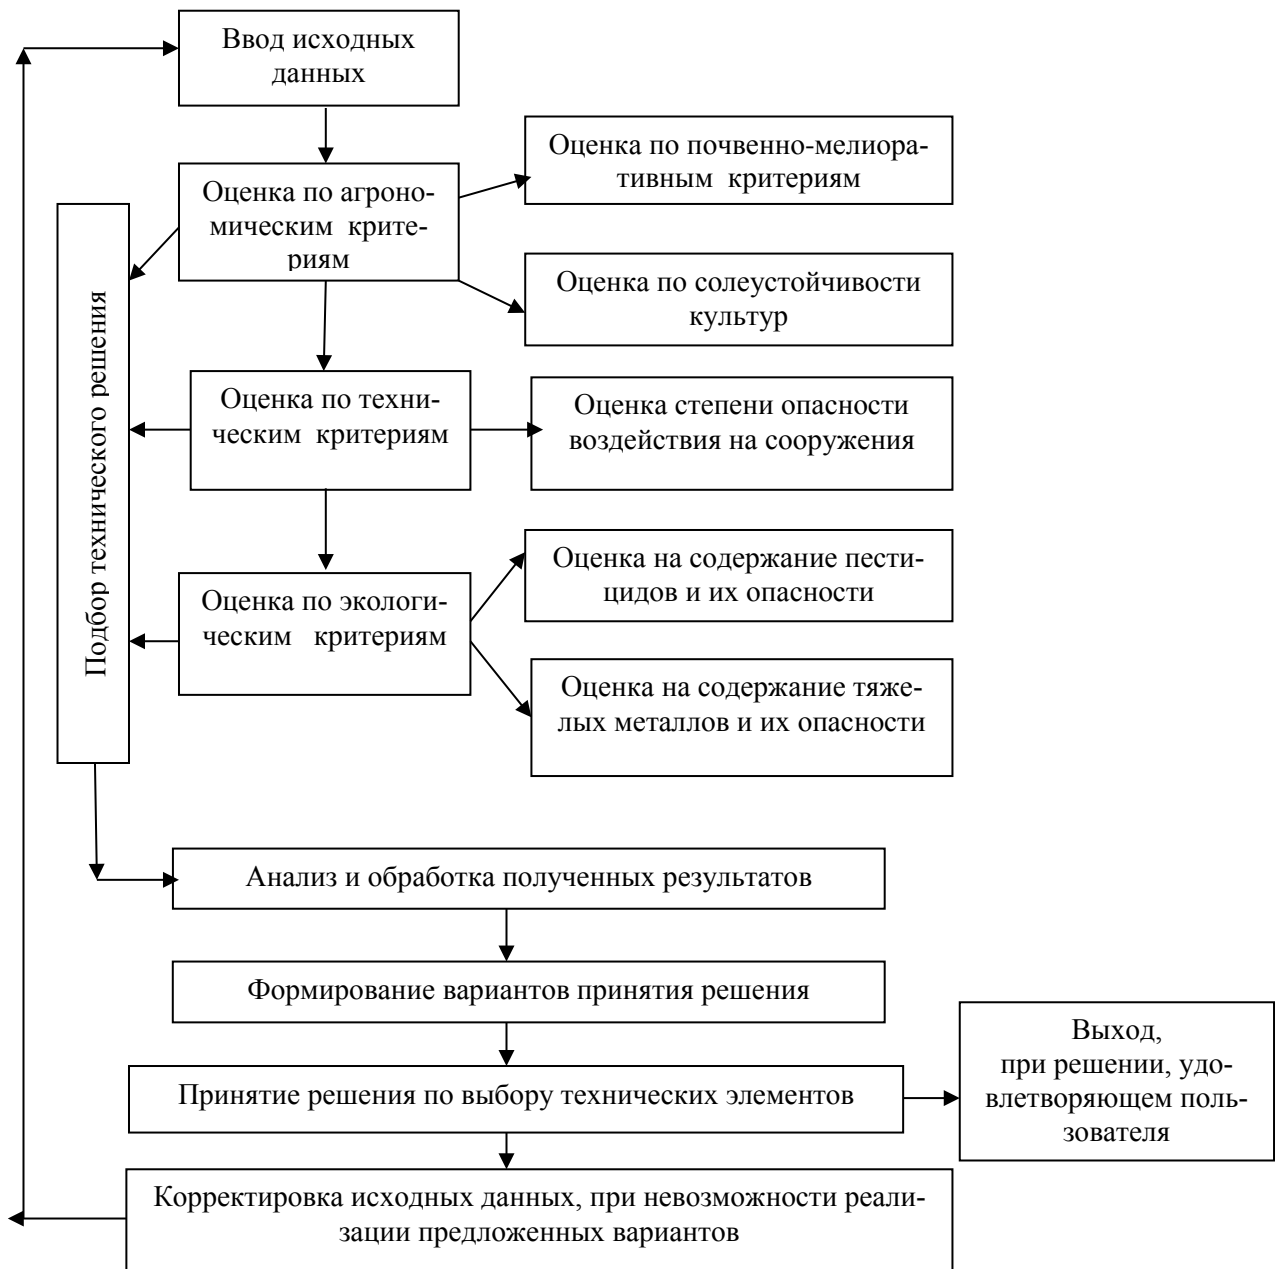 Ввод исходных
данных
Оценка по агроно-
мическим крите-
риям
Оценка по почвенно-мелиора-
тивным критериям
Оценка по солеустойчивости
культур
Подбор технического решения
Оценка по техни-
ческим критериям
Оценка степени опасности
воздействия на сооружения
Оценка по экологи-
ческим критериям
Оценка на содержание пести-
цидов и их опасности
Оценка на содержание тяже-
лых металлов и их опасности
Анализ и обработка полученных результатов
Формирование вариантов принятия решения
Принятие решения по выбору технических элементов
Выход,
при решении, удо-
влетворяющем поль-
зователя
Корректировка исходных данных, при невозможности реали-
зации предложенных вариантов